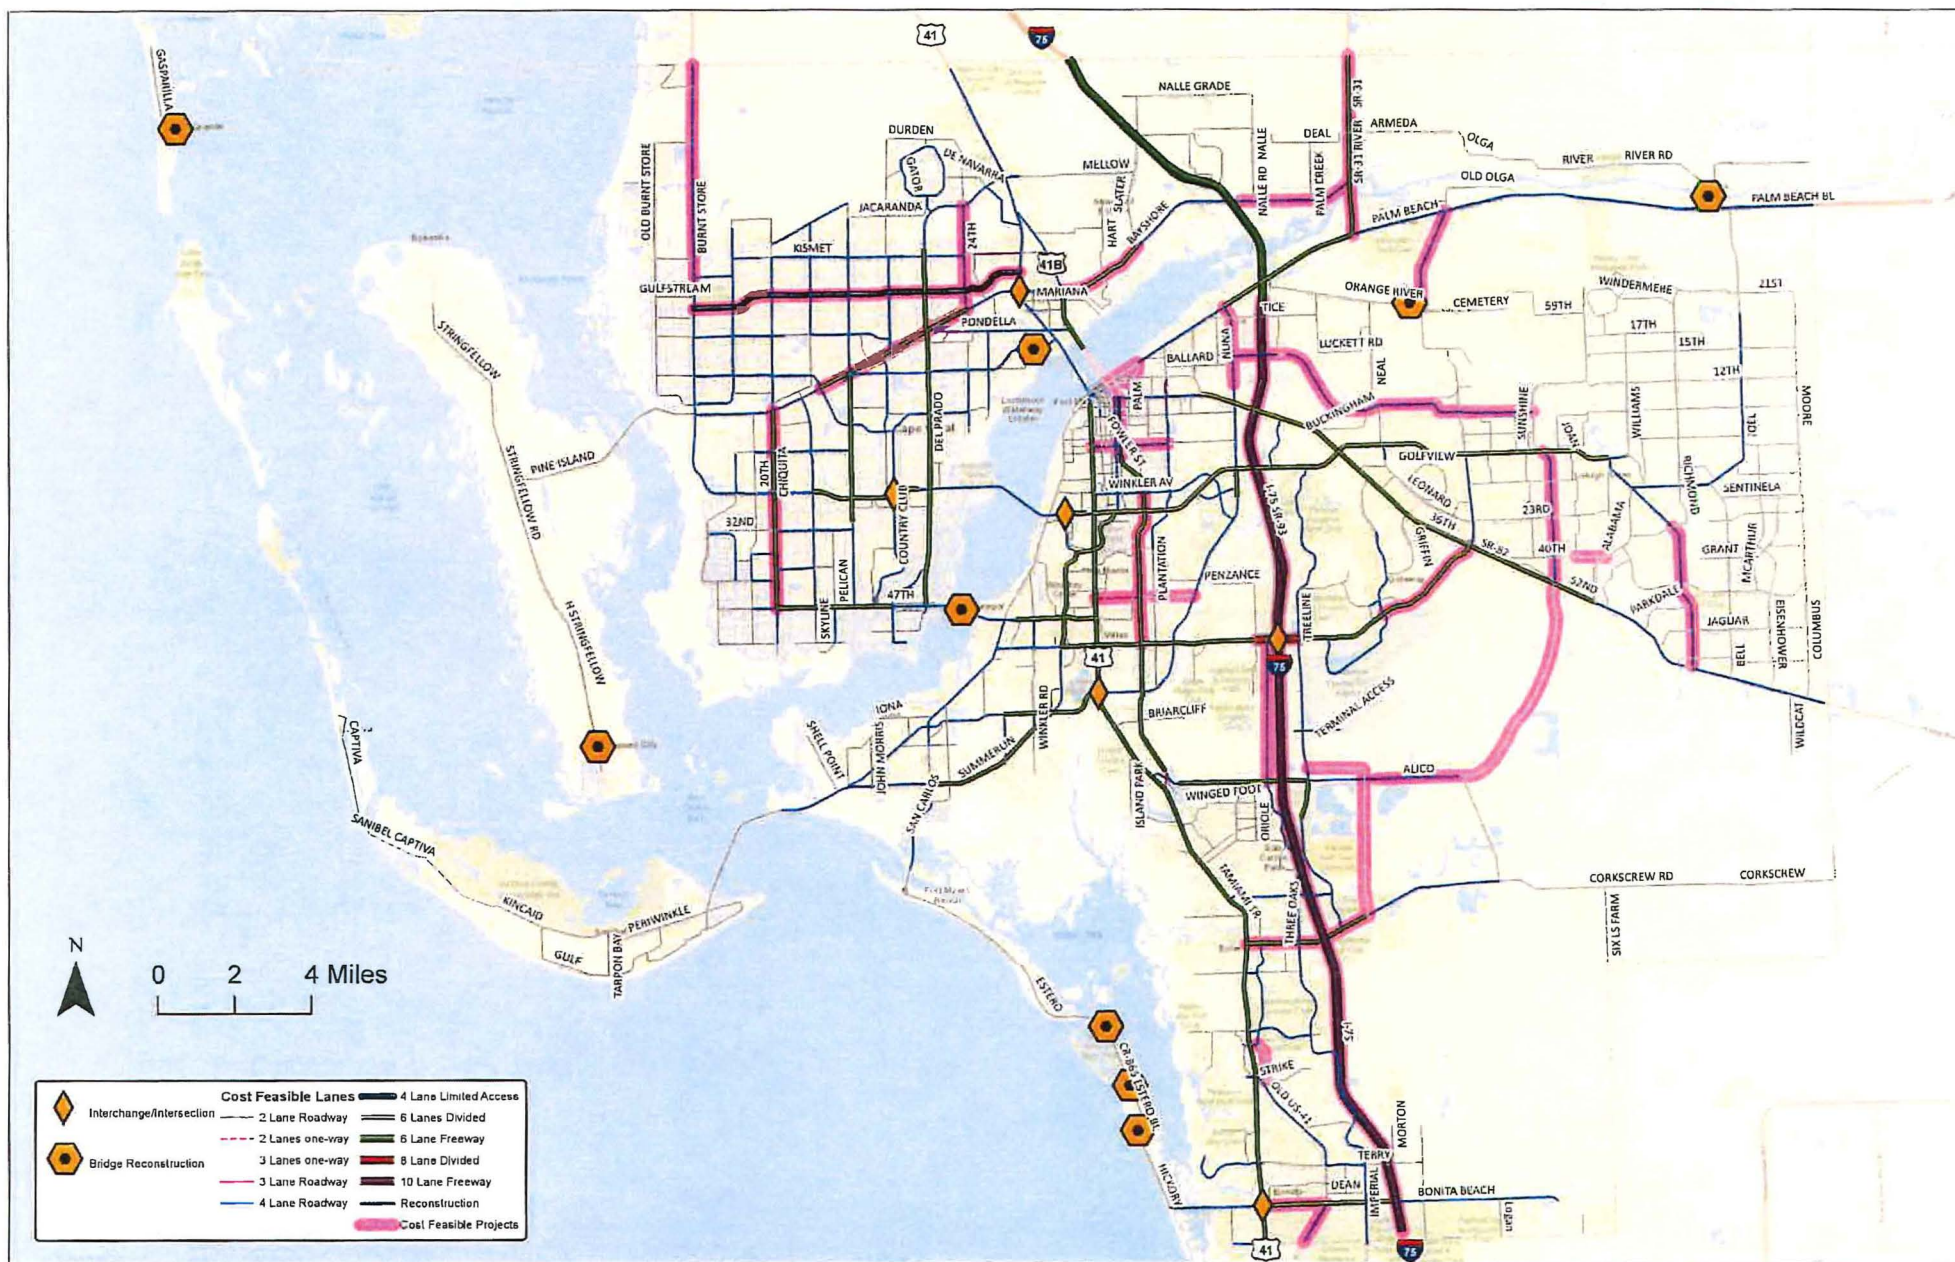 41
75
GASPARILLA
NALLE GRADE
SR-31
DURDEN
DEAL
ARMEDA
OLGA
OLD BURNT STORE
GATOR
DE NAVARRA
MELLOW
NALLE RD
NALLE
PALM CREEK
SR-31 RIVER
RIVER
RIVER RD
OLD OLGA
SLATER
JACARANDA
PALM BEACH
PALM BEACH BL
BURNT STORE
24TH
HART
BAYSHORE
KISMET
41B
GULFSTREAM
MARIANA
ORANGE RIVER
CEMETERY
59TH
WINDERMERE
21ST
TICE
PONDELLA
17TH
STRINGFELLOW
NUNA
LUCKETT RD
15TH
BALLARD
NEAL
12TH
PALM
MOORE
DEL PRADO
BUCKINGHAM
SUNSHINE
WILLIAMS
JOEL
FOWLER ST
JOAN
PINE ISLAND
20TH
CHIQUITA
GOLFVIEW
STRINGFELLOW RD
WINKLER AV
LEONARD
RICHMOND
SENTINELA
COUNTRY CLUB
I-75 SR-93
32ND
36TH
23RD
ALABAMA
GRIFFIN
SR-82
40TH
GRANT
MCARTHUR
PELICAN
PLANTATION
PENZANCE
47TH
52ND
PARKDALE
SKYLINE
TREELINE
JAGUAR
EISENHOWER
COLUMBUS
H STRINGFELLOW
BELL
41
75
IONA
WINKLER RD
BRIARCLIFF
TERMINAL ACCESS
CAPTIVA
SHELL POINT
JOHN MORRIS
WILDCAT
SUMMERLIN
ALICO
SAN CARLOS
ISLAND PARK
WINGED FOOT
ORIOLE
SANIBEL CAPTIVA
CORKSCREW RD
CORKSCREW
TAMIAMI TR
THREE OAKS
KINCAID
PERIWINKLE
SIX LS FARM
GULF
TARPON BAY
N
0 2 4 Miles
ESTERO
I-75
CR-865 ESTERO BL
STRIKE
OLD US-41
MORTON
TERRY
HICKORY
DEAN
IMPERIAL
BONITA BEACH
Logan
41
75
Interchange/Intersection
Bridge Reconstruction
Cost Feasible Lanes
2 Lane Roadway
2 Lanes one-way
3 Lanes one-way
3 Lane Roadway
4 Lane Roadway
4 Lane Limited Access
6 Lanes Divided
6 Lane Freeway
8 Lane Divided
10 Lane Freeway
Reconstruction
Cost Feasible Projects